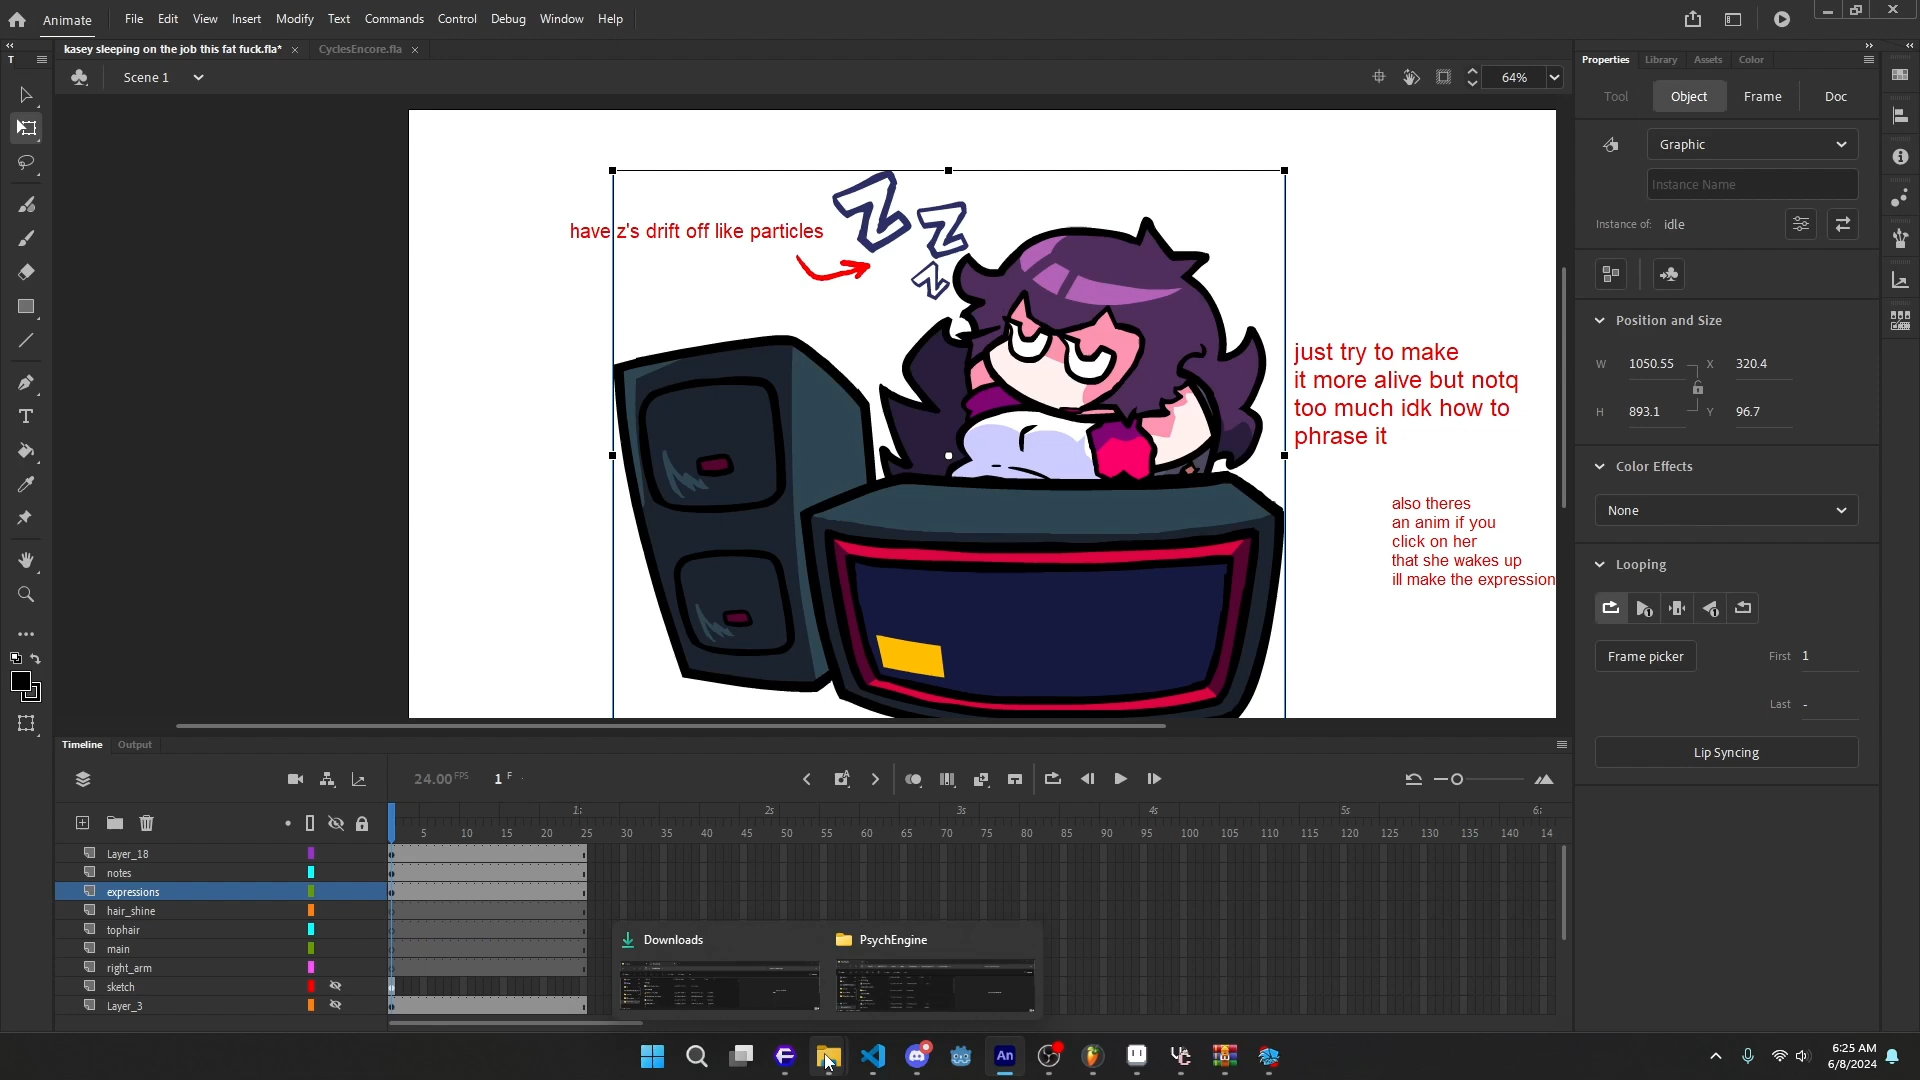 Animate
File Edit View Insert Modify Text Commands Control Debug Window Help
kasey sleeping on the job this fat fuck.fla*
CyclesEncore.fla
T
Scene 1
64%
Properties Library Assets Color
Tool Object Frame Doc
Graphic
Instance Name
Instance of: idle
Position and Size
W 1050.55 X 320.4
H 893.1 Y 96.7
Color Effects
None
Looping
Frame picker
First 1
Last -
Lip Syncing
have z's drift off like particles
Z
Z
Z
just try to make
it more alive but notq
too much idk how to
phrase it
also theres
an anim if you
click on her
that she wakes up
ill make the expression
Timeline Output
24.00 FPS 1 F
1s 2s 3s 4s 5s 6s
5 10 15 20 25 30 35 40 45 50 55 60 65 70 75 80 85 90 95 100 105 110 115 120 125 130 135 140 14
Layer_18
notes
expressions
hair_shine
tophair
main
right_arm
sketch
Layer_3
Downloads
PsychEngine
An
6:25 AM
6/8/2024